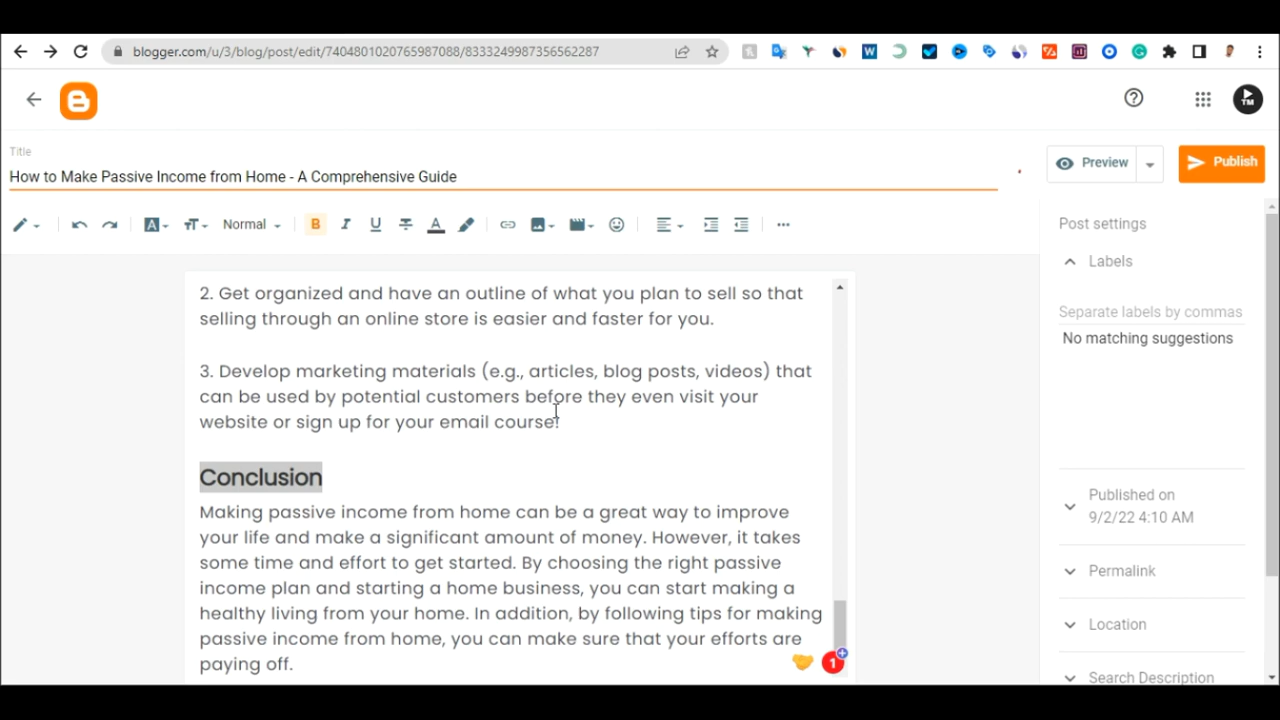 blogger.com/u/3/blog/post/edit/7404801020765987088/8333249987356562287
Title
How to Make Passive Income from Home - A Comprehensive Guide
Preview
Publish
Normal
B
I
U
A
Post settings
Labels
Separate labels by commas
No matching suggestions
2. Get organized and have an outline of what you plan to sell so that
selling through an online store is easier and faster for you.
3. Develop marketing materials (e.g., articles, blog posts, videos) that
can be used by potential customers before they even visit your
website or sign up for your email course!
Conclusion
Making passive income from home can be a great way to improve
your life and make a significant amount of money. However, it takes
some time and effort to get started. By choosing the right passive
income plan and starting a home business, you can start making a
healthy living from your home. In addition, by following tips for making
passive income from home, you can make sure that your efforts are
paying off.
1
Published on
9/2/22 4:10 AM
Permalink
Location
Search Description